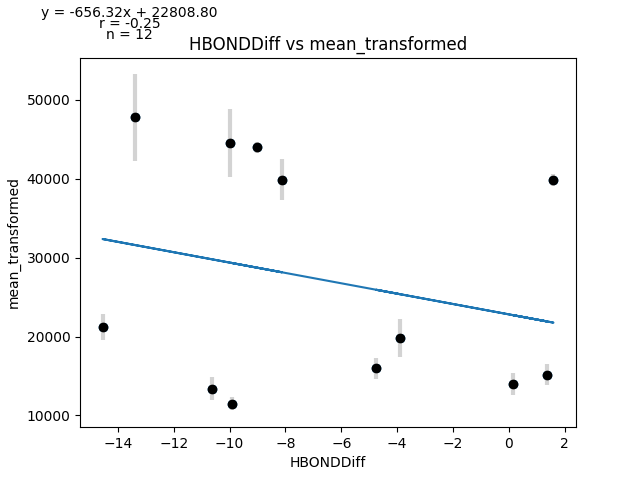 y = -656.32x + 22808.80
r = -0.25
n = 12
HBONDDiff vs mean_transformed
50000
40000
30000
20000
10000
mean_transformed
−14
−12
−10
−8
−6
−4
−2
0
2
HBONDDiff